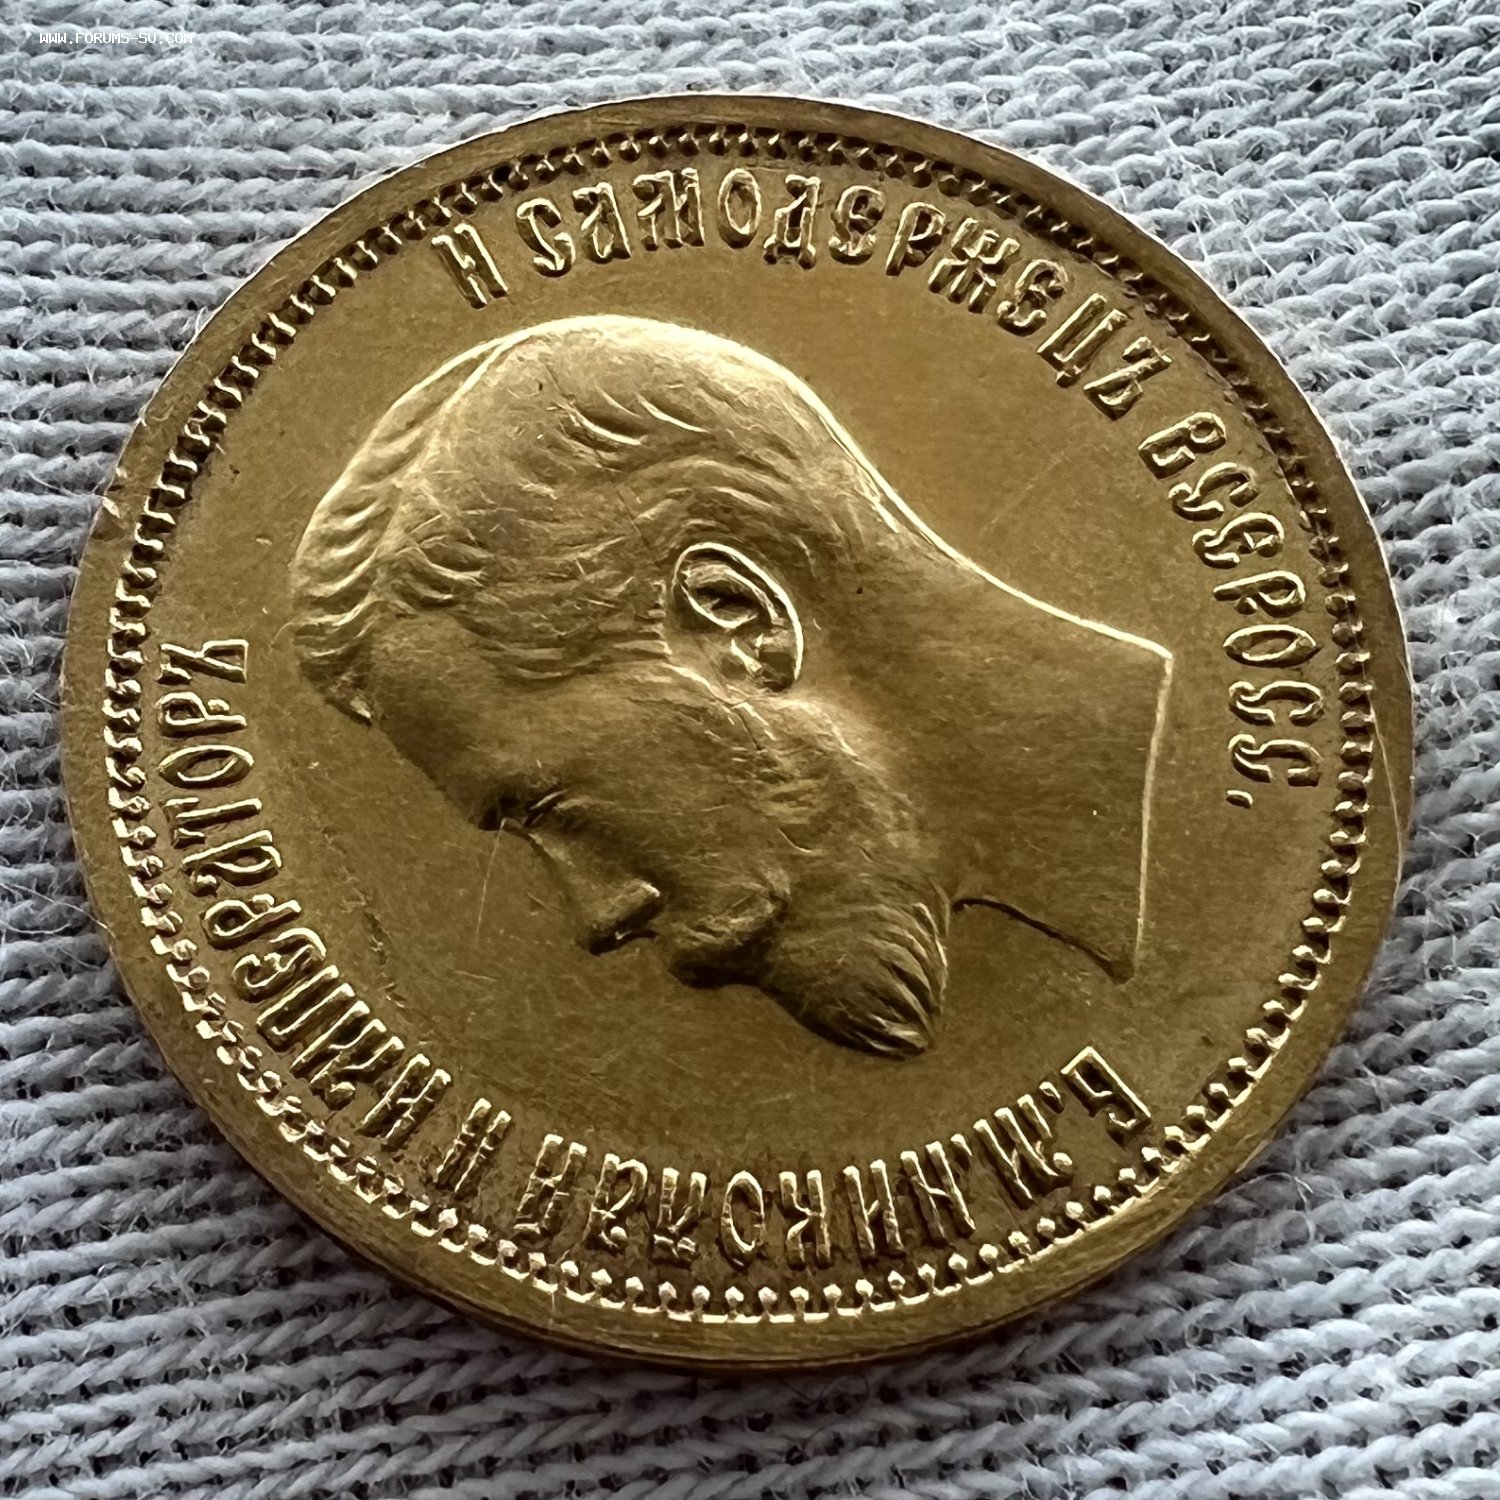 WWW.FORUMS-SU.COM
Б.М.НИКОЛАЙ II ИМПЕРАТОРЪ
И САМОДЕРЖЕЦЪ ВСЕРОСС.